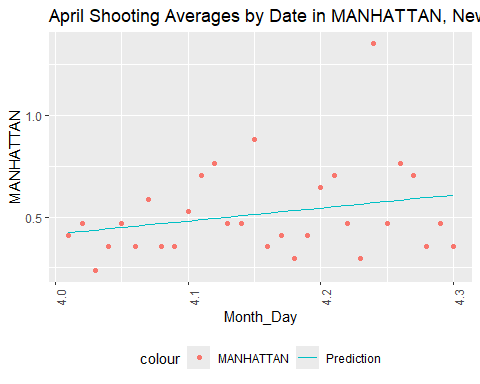 April Shooting Averages by Date in MANHATTAN, Nev
MANHATTAN
1.0
0.5
4.0
4.1
4.2
4.3
Month_Day
colour MANHATTAN Prediction